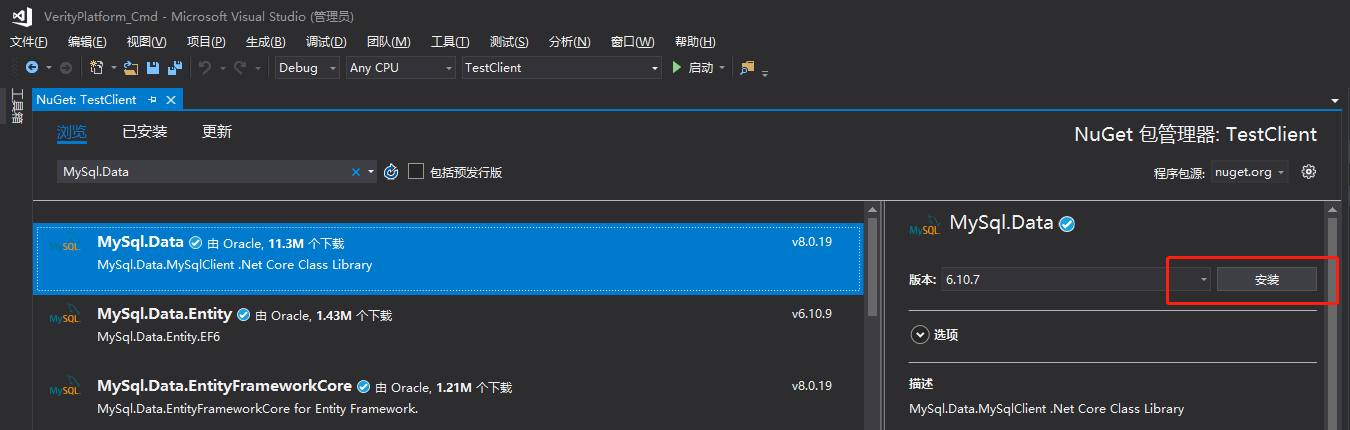 VerityPlatform_Cmd - Microsoft Visual Studio (管理员)
文件(F) 编辑(E) 视图(V) 项目(P) 生成(B) 调试(D) 团队(M) 工具(T) 测试(S) 分析(N) 窗口(W) 帮助(H)
Debug Any CPU TestClient 启动
工具箱
NuGet: TestClient
浏览 已安装 更新
NuGet 包管理器: TestClient
MySql.Data 包括预发行版
程序包源: nuget.org
MySQL. MySql.Data 由 Oracle, 11.3M 个下载 v8.0.19
MySql.Data.MySqlClient .Net Core Class Library
MySQL. MySql.Data.Entity 由 Oracle, 1.43M 个下载 v6.10.9
MySql.Data.Entity.EF6
MySQL. MySql.Data.EntityFrameworkCore 由 Oracle, 1.21M 个下载 v8.0.19
MySql.Data.EntityFrameworkCore for Entity Framework.
MySQL. MySql.Data
版本: 6.10.7 安装
选项
描述
MySql.Data.MySqlClient .Net Core Class Library